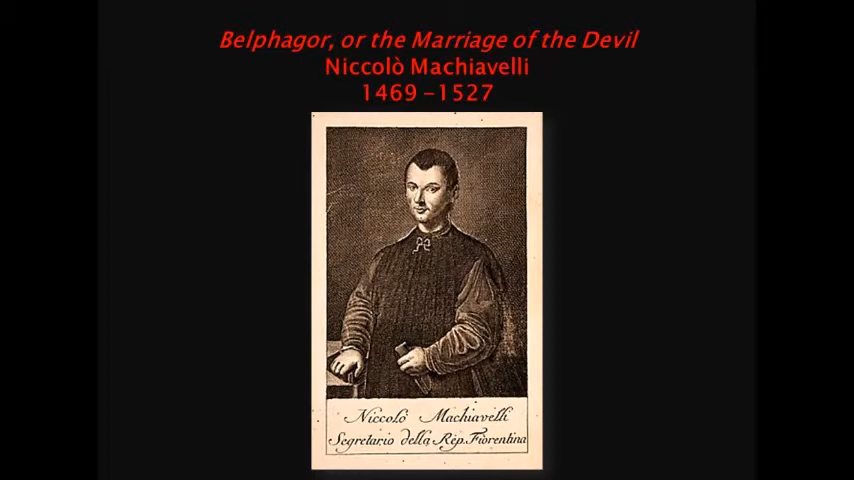 Belphagor, or the Marriage of the Devil
Niccolò Machiavelli
1469 -1527
Niccolò Machiavelli
Segretario della Rep. Fiorentina